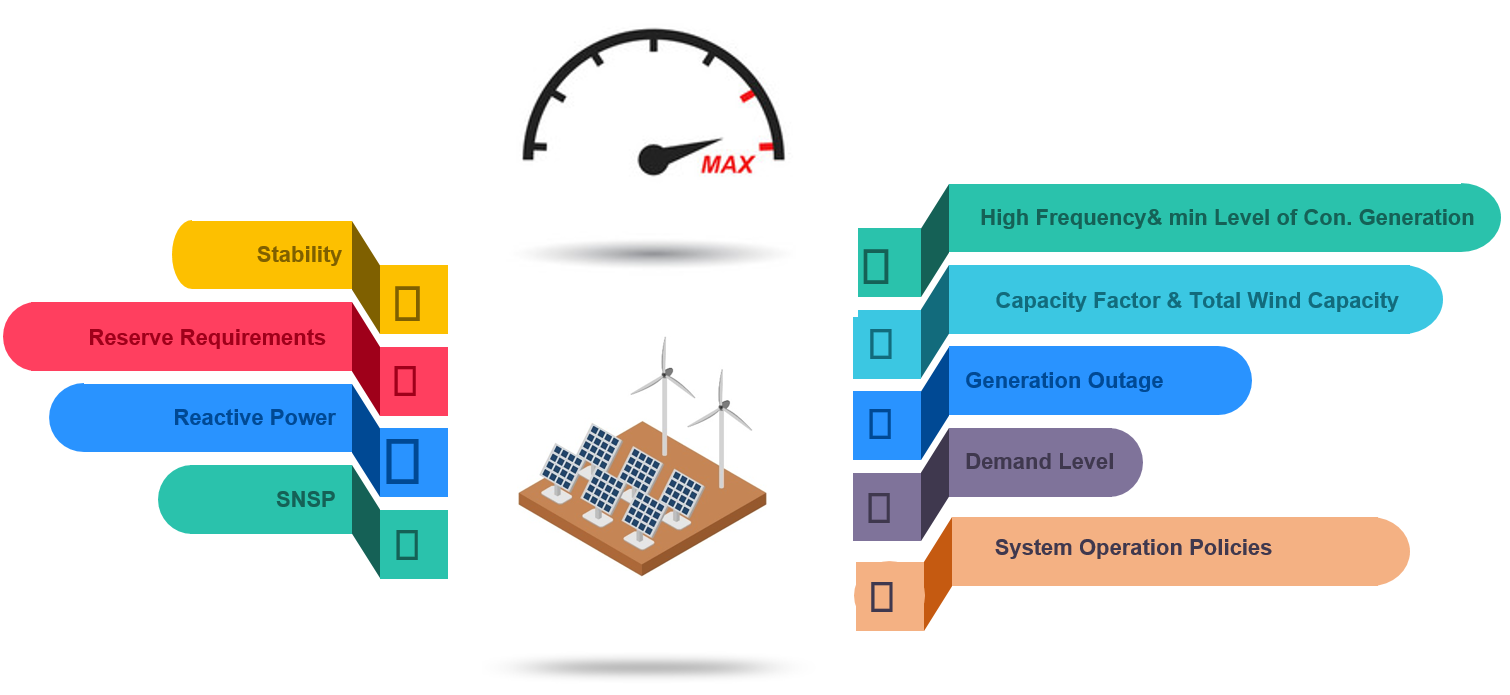 MAX
Stability
Reserve Requirements
Reactive Power
SNSP
High Frequency& min Level of Con. Generation
Capacity Factor & Total Wind Capacity
Generation Outage
Demand Level
System Operation Policies